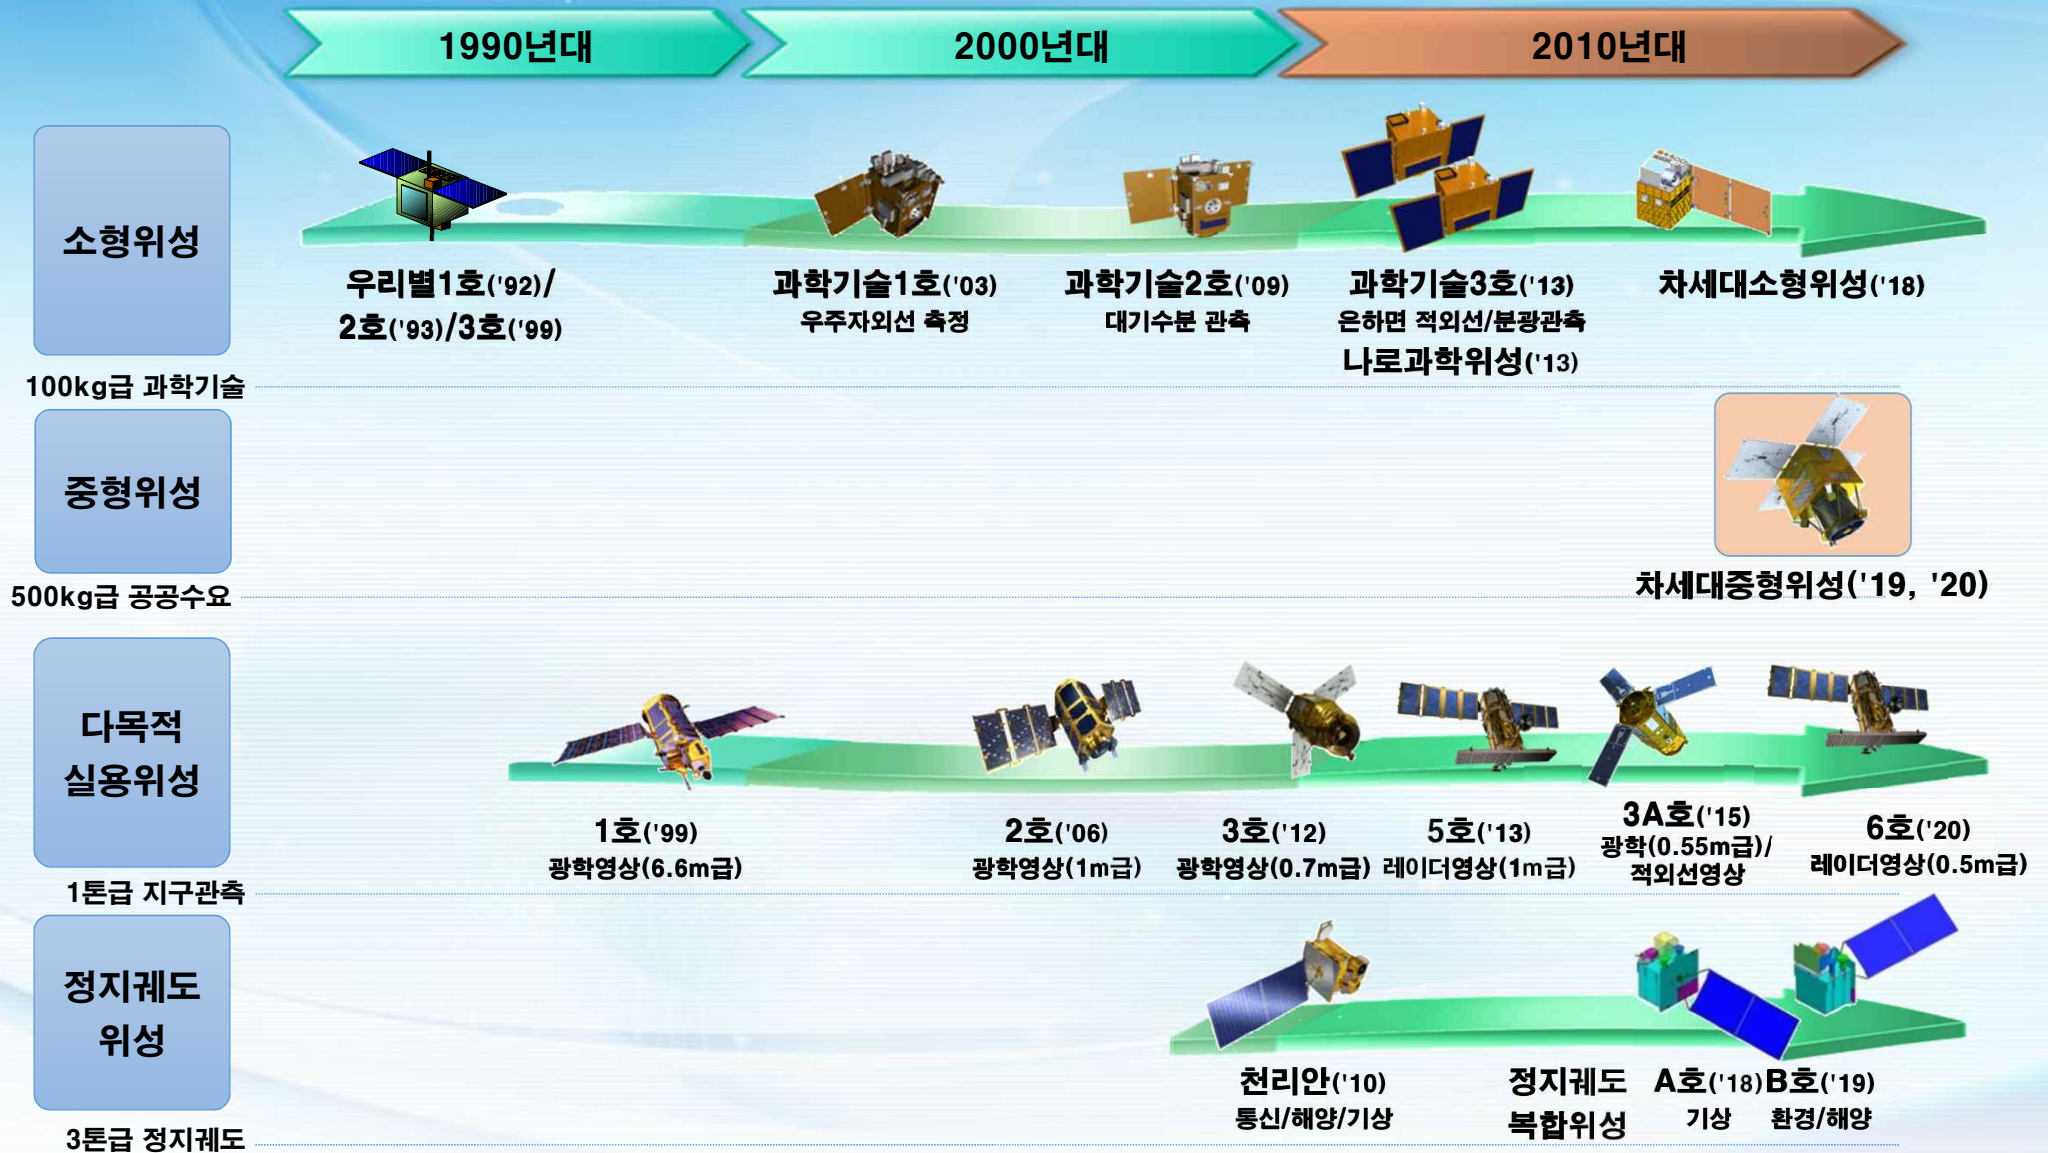 1990년대
2000년대
2010년대
소형위성
100kg급 과학기술
우리별1호('92)/
2호('93)/3호('99)
과학기술1호('03)
우주자외선 측정
과학기술2호('09)
대기수분 관측
과학기술3호('13)
은하면 적외선/분광관측
나로과학위성('13)
차세대소형위성('18)
중형위성
500kg급 공공수요
차세대중형위성('19, '20)
다목적
실용위성
1톤급 지구관측
1호('99)
광학영상(6.6m급)
2호('06)
광학영상(1m급)
3호('12)
광학영상(0.7m급)
5호('13)
레이더영상(1m급)
3A호('15)
광학(0.55m급)/
적외선영상
6호('20)
레이더영상(0.5m급)
정지궤도
위성
3톤급 정지궤도
천리안('10)
통신/해양/기상
정지궤도
복합위성
A호('18)
기상
B호('19)
환경/해양